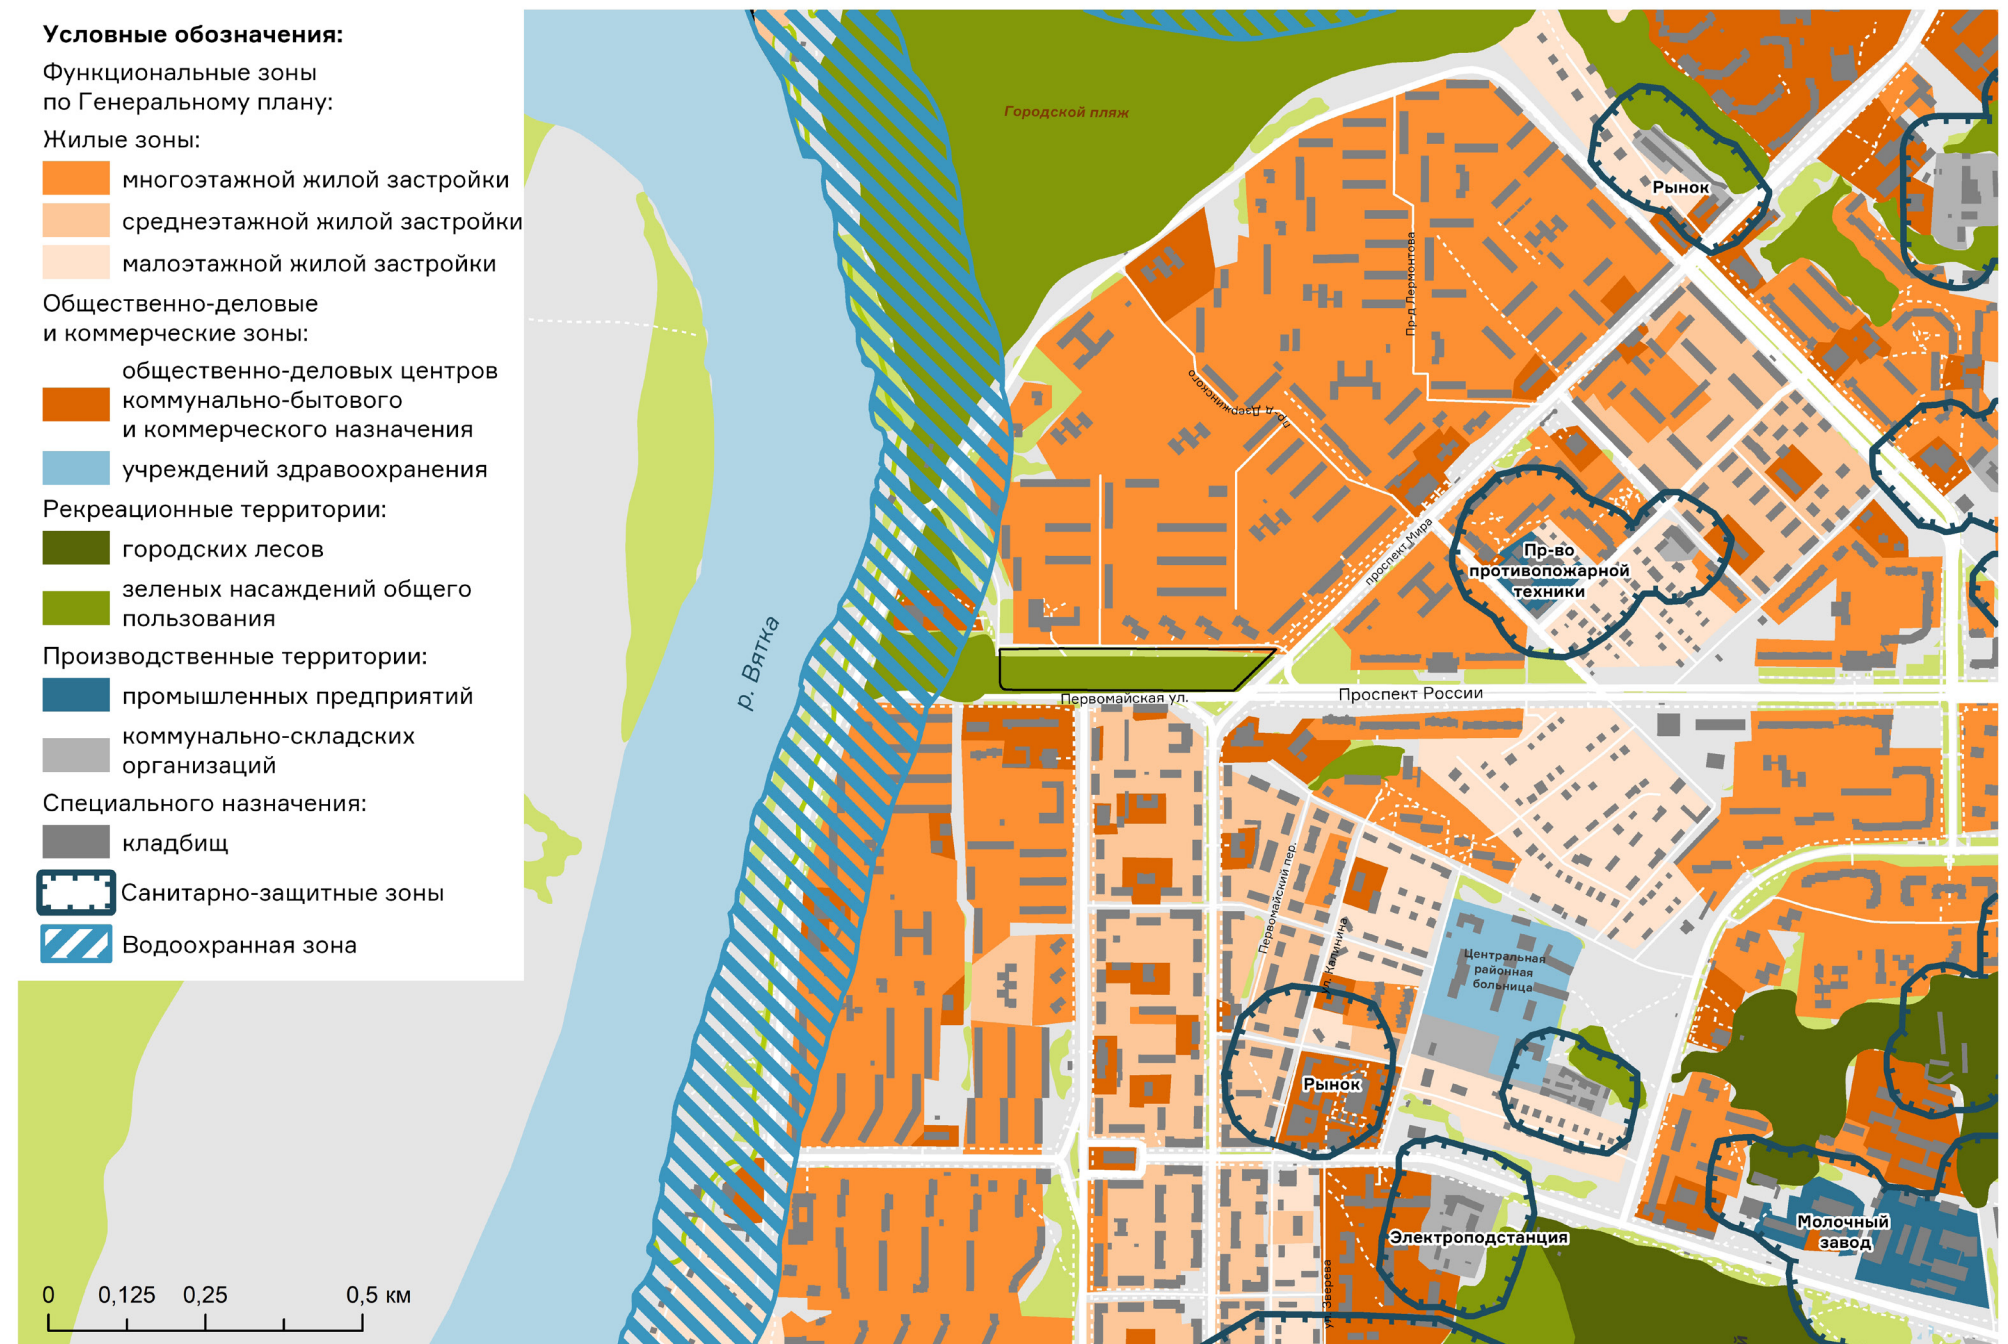 Условные обозначения:
Функциональные зоны
по Генеральному плану:
Жилые зоны:
многоэтажной жилой застройки
среднеэтажной жилой застройки
малоэтажной жилой застройки
Общественно-деловые
и коммерческие зоны:
общественно-деловых центров
коммунально-бытового
и коммерческого назначения
учреждений здравоохранения
Рекреационные территории:
городских лесов
зеленых насаждений общего
пользования
Производственные территории:
промышленных предприятий
коммунально-складских
организаций
Специального назначения:
кладбищ
Санитарно-защитные зоны
Водоохранная зона
0 0,125 0,25 0,5 км
Городской пляж
Рынок
Пр-д Лермонтова
пр-д Дзержинского
проспект Мира
Пр-во
противопожарной
техники
р. Вятка
Первомайская ул.
Проспект России
Первомайский пер.
ул. Калинина
Центральная
районная
больница
Рынок
Электроподстанция
Молочный
завод
ул. Зверева